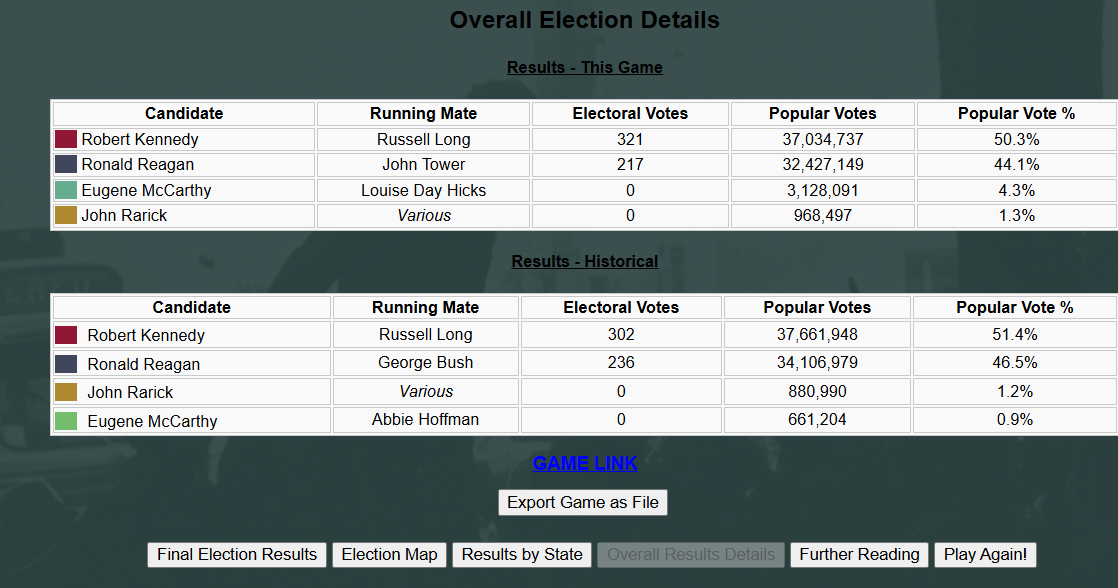 Overall Election Details
Results - This Game
Candidate Running Mate Electoral Votes Popular Votes Popular Vote %
Robert Kennedy Russell Long 321 37,034,737 50.3%
Ronald Reagan John Tower 217 32,427,149 44.1%
Eugene McCarthy Louise Day Hicks 0 3,128,091 4.3%
John Rarick Various 0 968,497 1.3%
Results - Historical
Candidate Running Mate Electoral Votes Popular Votes Popular Vote %
Robert Kennedy Russell Long 302 37,661,948 51.4%
Ronald Reagan George Bush 236 34,106,979 46.5%
John Rarick Various 0 880,990 1.2%
Eugene McCarthy Abbie Hoffman 0 661,204 0.9%
GAME LINK
Export Game as File
Final Election Results Election Map Results by State Overall Results Details Further Reading Play Again!